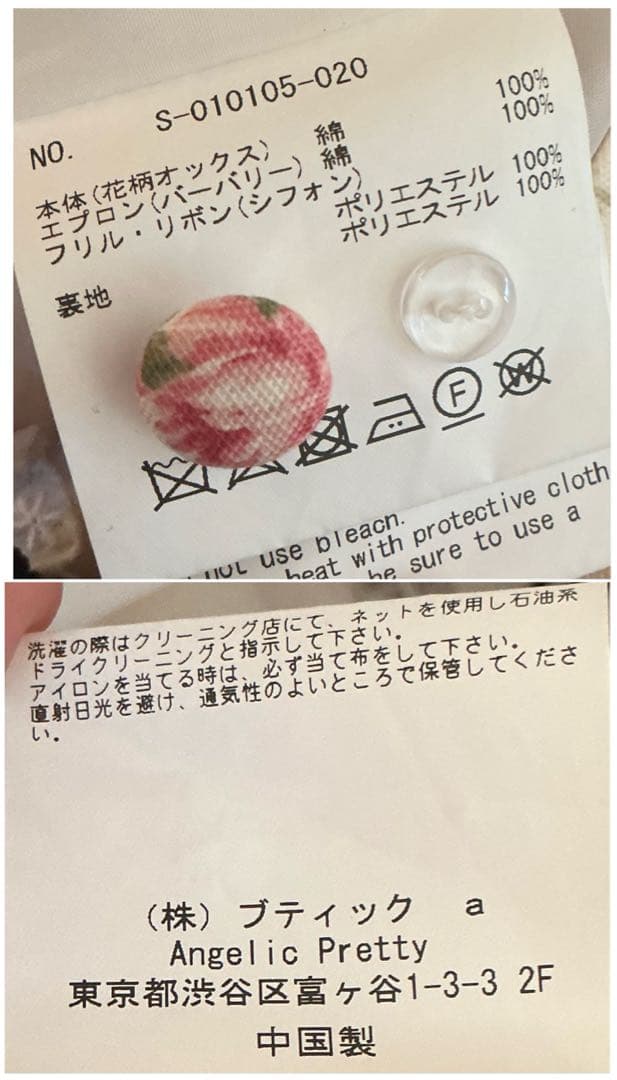 NO. S-010105-020
本体(花柄オックス) 綿 100%
エプロン(バーバリー) 綿 100%
フリル・リボン(シフォン) ポリエステル 100%
裏地 ポリエステル 100%
F
W
not use bleach.
heat with protective cloth
be sure to use a
洗濯の際はクリーニング店にて、ネットを使用し石油系
ドライクリーニングと指示して下さい。
アイロンを当てる時は、必ず当て布をして下さい。
直射日光を避け、通気性のよいところで保管してくださ
い。
(株) ブティック a
Angelic Pretty
東京都渋谷区富ヶ谷1-3-3 2F
中国製